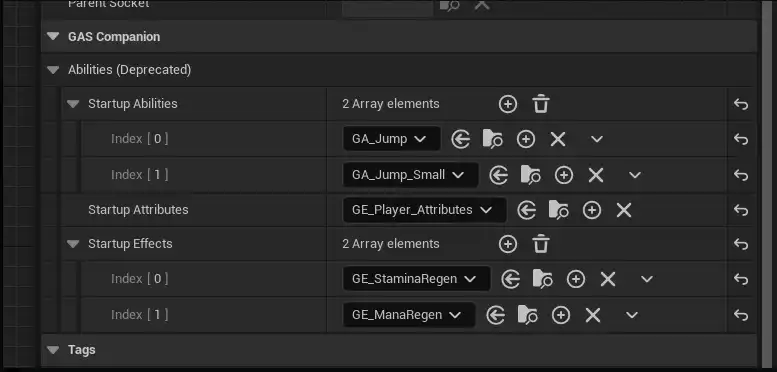 Parent Socket
GAS Companion
Abilities (Deprecated)
Startup Abilities 2 Array elements
Index [ 0 ] GA_Jump
Index [ 1 ] GA_Jump_Small
Startup Attributes GE_Player_Attributes
Startup Effects 2 Array elements
Index [ 0 ] GE_StaminaRegen
Index [ 1 ] GE_ManaRegen
Tags